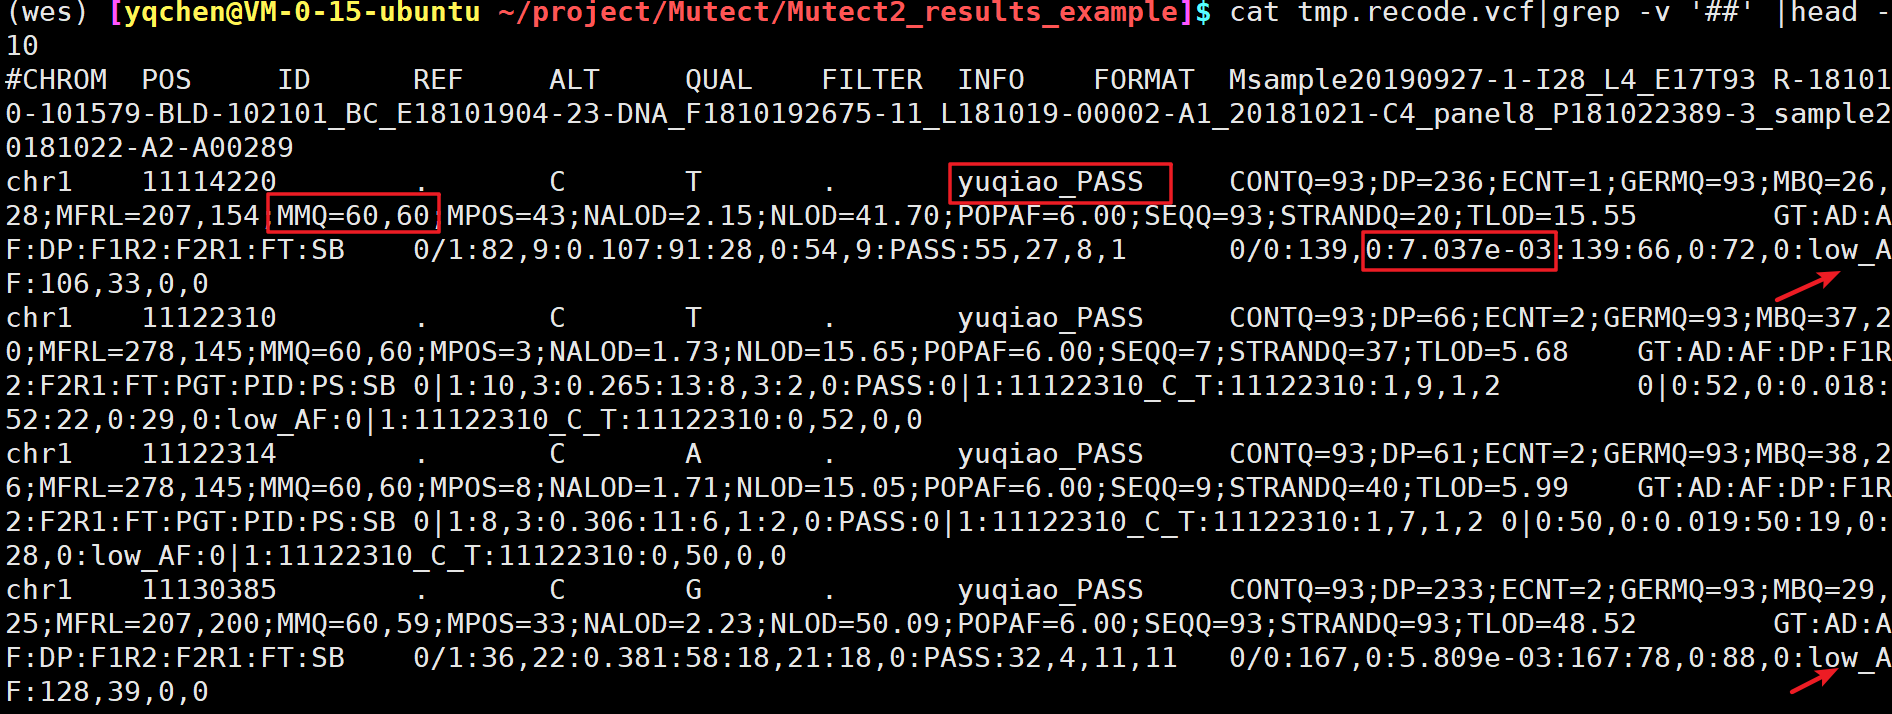 (wes) [yqchen@VM-0-15-ubuntu ~/project/Mutect/Mutect2_results_example]$ cat tmp.recode.vcf|grep -v '##' |head -
10
#CHROM  POS     ID      REF     ALT     QUAL    FILTER  INFO    FORMAT  Msample20190927-1-I28_L4_E17T93 R-18101
0-101579-BLD-102101_BC_E18101904-23-DNA_F1810192675-11_L181019-00002-A1_20181021-C4_panel8_P181022389-3_sample2
0181022-A2-A00289
chr1    11114220        .       C       T       .       yuqiao_PASS     CONTQ=93;DP=236;ECNT=1;GERMQ=93;MBQ=26,
28;MFRL=207,154;MMQ=60,60;MPOS=43;NALOD=2.15;NLOD=41.70;POPAF=6.00;SEQQ=93;STRANDQ=20;TLOD=15.55        GT:AD:A
F:DP:F1R2:F2R1:FT:SB    0/1:82,9:0.107:91:28,0:54,9:PASS:55,27,8,1      0/0:139,0:7.037e-03:139:66,0:72,0:low_A
F:106,33,0,0
chr1    11122310        .       C       T       .       yuqiao_PASS     CONTQ=93;DP=66;ECNT=2;GERMQ=93;MBQ=37,2
0;MFRL=278,145;MMQ=60,60;MPOS=3;NALOD=1.73;NLOD=15.65;POPAF=6.00;SEQQ=7;STRANDQ=37;TLOD=5.68    GT:AD:AF:DP:F1R
2:F2R1:FT:PGT:PID:PS:SB 0|1:10,3:0.265:13:8,3:2,0:PASS:0|1:11122310_C_T:11122310:1,9,1,2        0|0:52,0:0.018:
52:22,0:29,0:low_AF:0|1:11122310_C_T:11122310:0,52,0,0
chr1    11122314        .       C       A       .       yuqiao_PASS     CONTQ=93;DP=61;ECNT=2;GERMQ=93;MBQ=38,2
6;MFRL=278,145;MMQ=60,60;MPOS=8;NALOD=1.71;NLOD=15.05;POPAF=6.00;SEQQ=9;STRANDQ=40;TLOD=5.99    GT:AD:AF:DP:F1R
2:F2R1:FT:PGT:PID:PS:SB 0|1:8,3:0.306:11:6,1:2,0:PASS:0|1:11122310_C_T:11122310:1,7,1,2 0|0:50,0:0.019:50:19,0:
28,0:low_AF:0|1:11122310_C_T:11122310:0,50,0,0
chr1    11130385        .       C       G       .       yuqiao_PASS     CONTQ=93;DP=233;ECNT=2;GERMQ=93;MBQ=29,
25;MFRL=207,200;MMQ=60,59;MPOS=33;NALOD=2.23;NLOD=50.09;POPAF=6.00;SEQQ=93;STRANDQ=93;TLOD=48.52        GT:AD:A
F:DP:F1R2:F2R1:FT:SB    0/1:36,22:0.381:58:18,21:18,0:PASS:32,4,11,11   0/0:167,0:5.809e-03:167:78,0:88,0:low_A
F:128,39,0,0